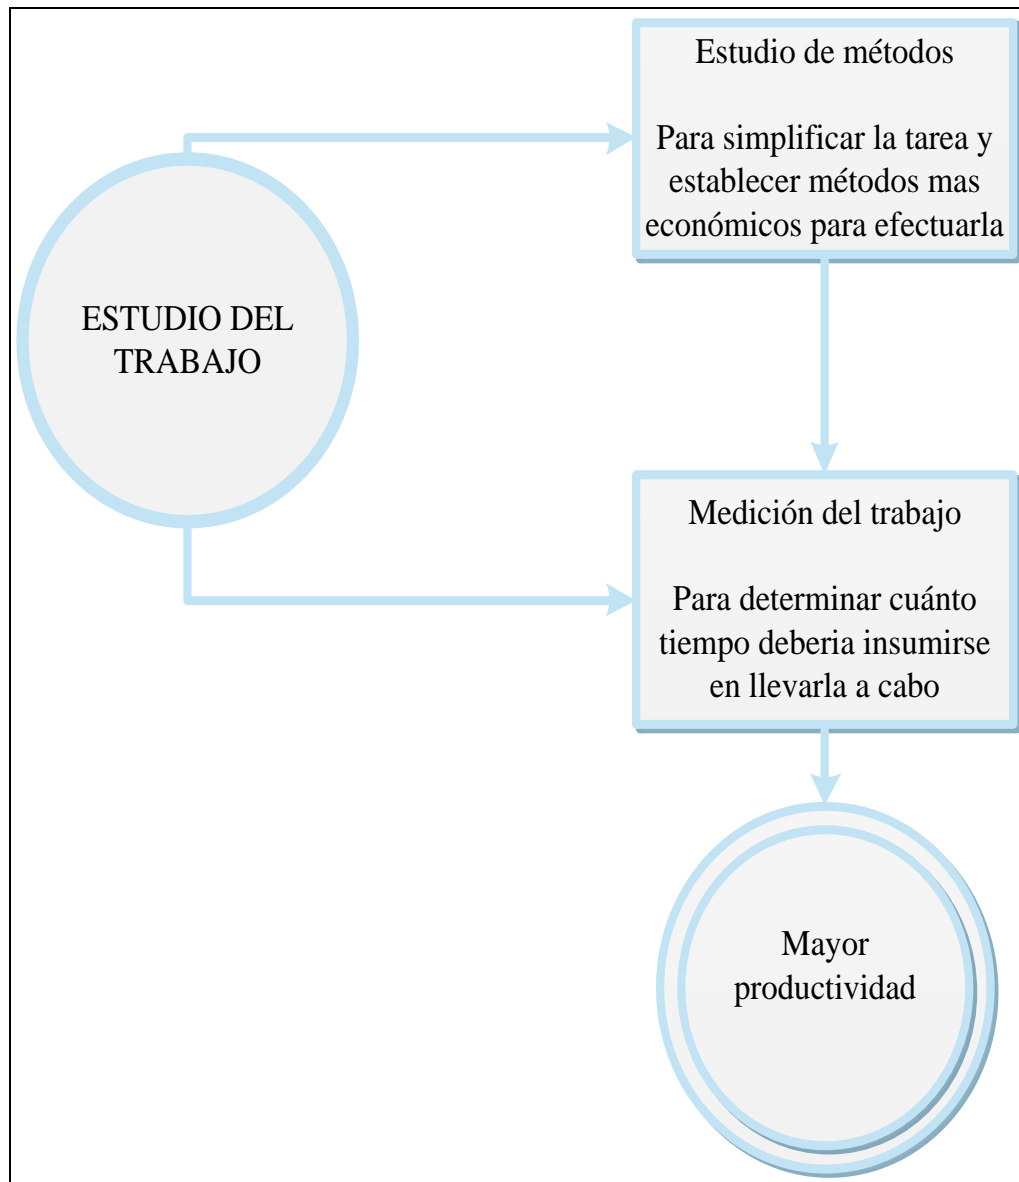 Estudio de métodos
Para simplificar la tarea y
establecer métodos mas
económicos para efectuarla
ESTUDIO DEL
TRABAJO
Medición del trabajo
Para determinar cuánto
tiempo deberia insumirse
en llevarla a cabo
Mayor
productividad